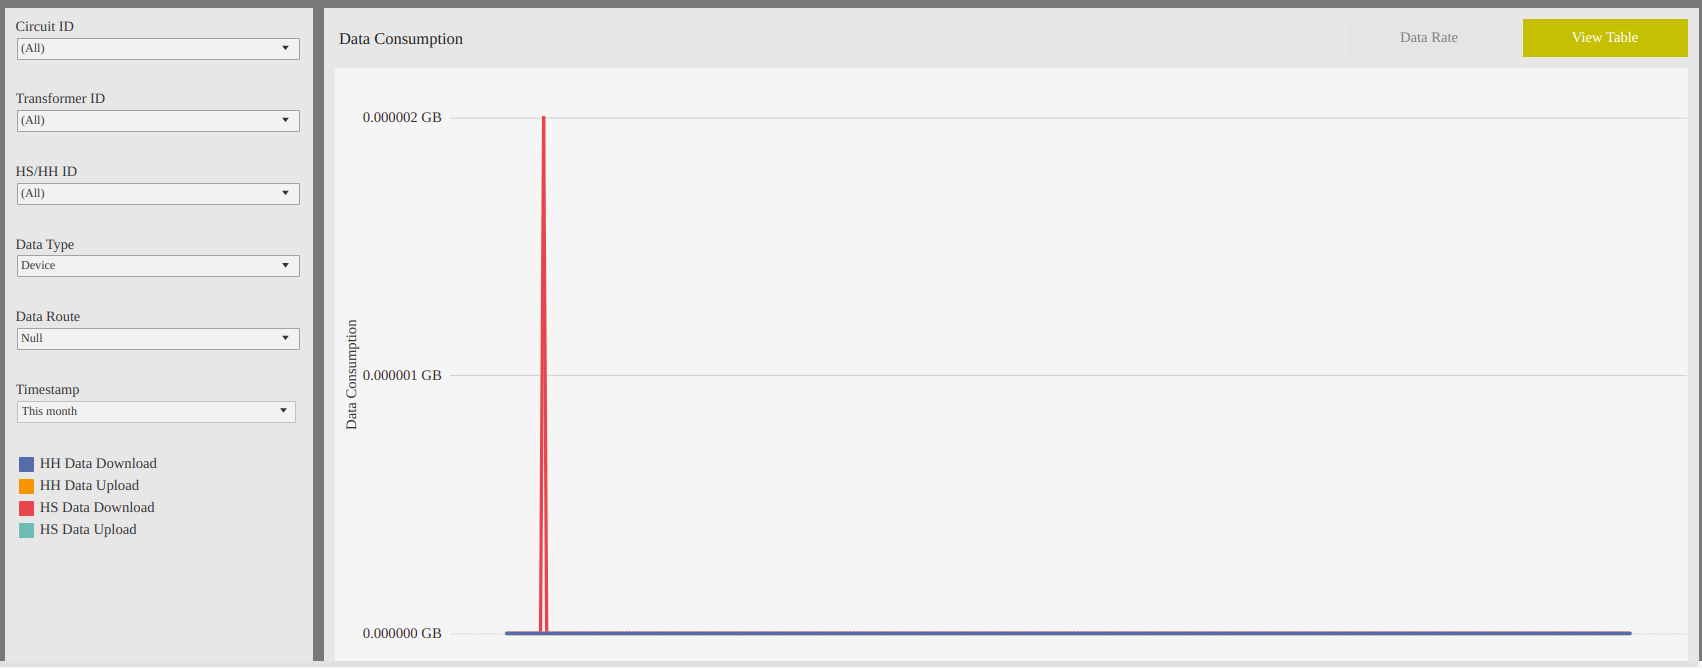 Circuit ID
(All)
Transformer ID
(All)
HS/HH ID
(All)
Data Type
Device
Data Route
Null
Timestamp
This month
HH Data Download
HH Data Upload
HS Data Download
HS Data Upload
Data Consumption
Data Rate
View Table
0.000002 GB
0.000001 GB
0.000000 GB
Data Consumption